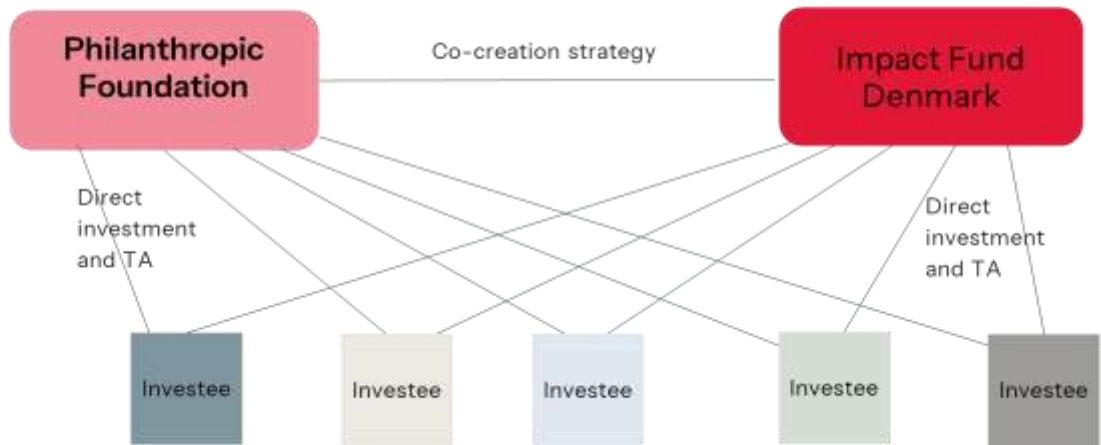 Philanthropic
Foundation
Co-creation strategy
Impact Fund
Denmark
Direct
investment
and TA
Direct
investment
and TA
Investee
Investee
Investee
Investee
Investee